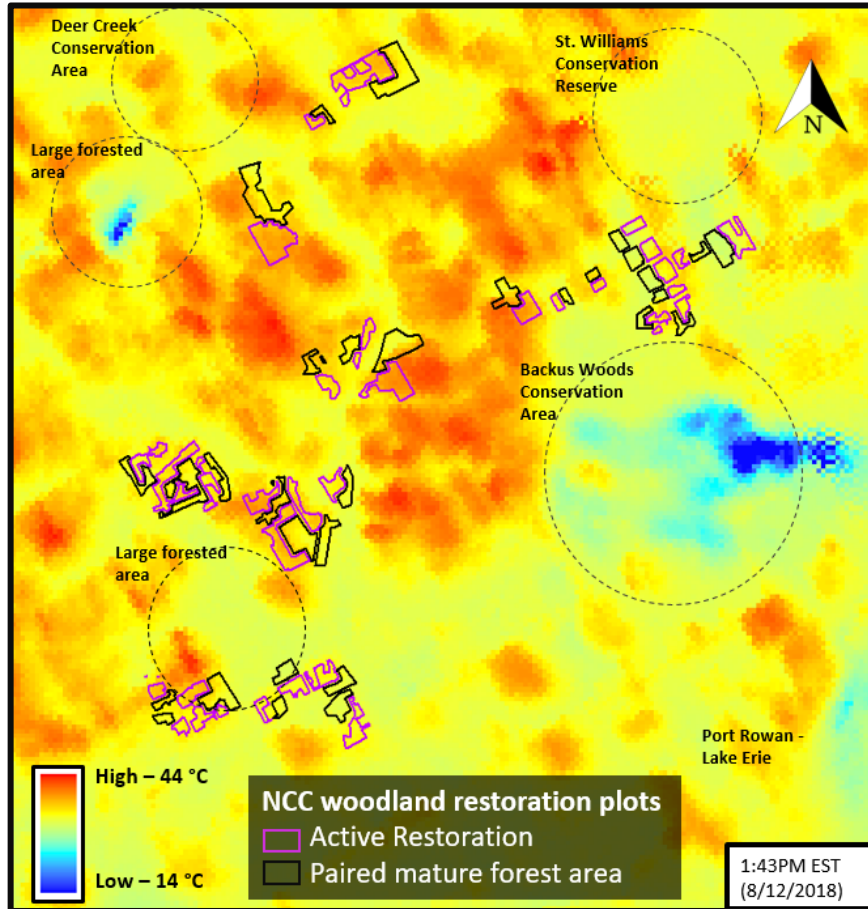 Deer Creek
Conservation
Area
St. Williams
Conservation
Reserve
N
Large forested
area
Backus Woods
Conservation
Area
Large forested
area
Port Rowan -
Lake Erie
High – 44 °C
Low – 14 °C
NCC woodland restoration plots
Active Restoration
Paired mature forest area
1:43PM EST
(8/12/2018)